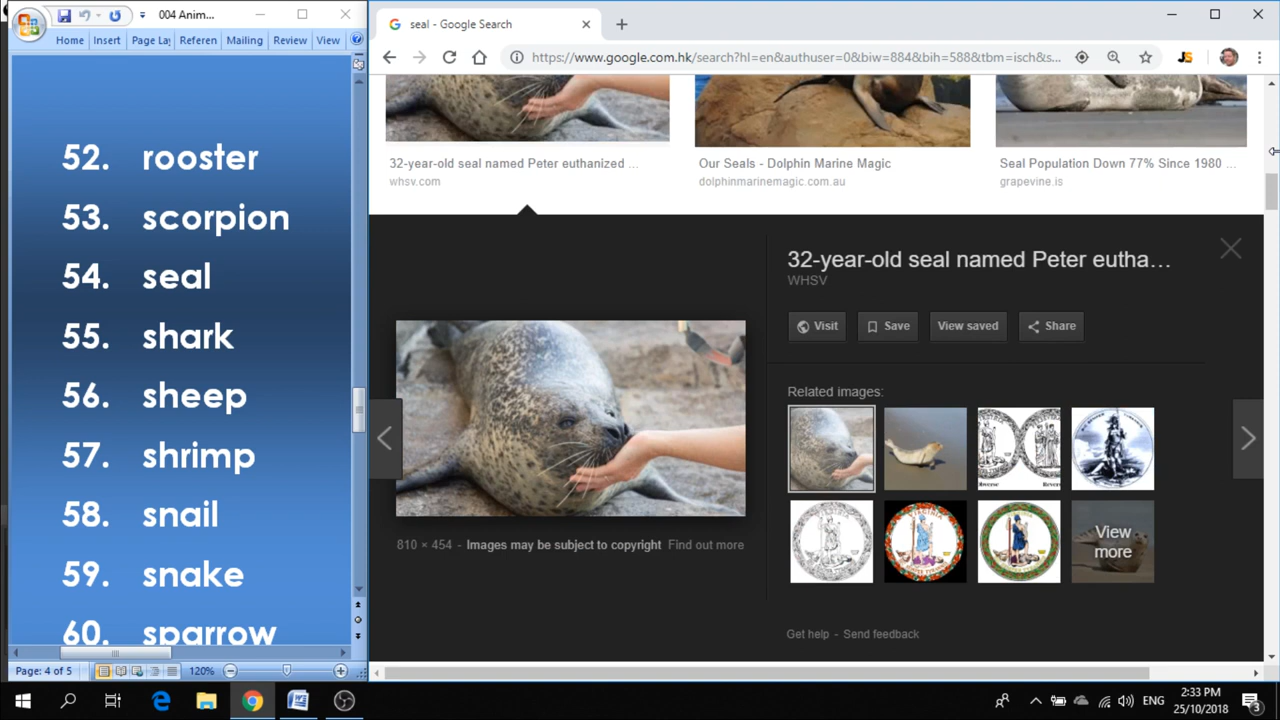 004 Anim...
Home Insert Page La Referen Mailing Review View
52. rooster
53. scorpion
54. seal
55. shark
56. sheep
57. shrimp
58. snail
59. snake
60. sparrow
Page: 4 of 5 120%
seal - Google Search
https://www.google.com.hk/search?hl=en&authuser=0&biw=884&bih=588&tbm=isch&s...
JS
32-year-old seal named Peter euthanized ...
whsv.com
Our Seals - Dolphin Marine Magic
dolphinmarinemagic.com.au
Seal Population Down 77% Since 1980 ...
grapevine.is
32-year-old seal named Peter eutha...
WHSV
Visit Save View saved Share
Related images:
View more
810 × 454 - Images may be subject to copyright Find out more
Get help - Send feedback
ENG
2:33 PM
25/10/2018
3